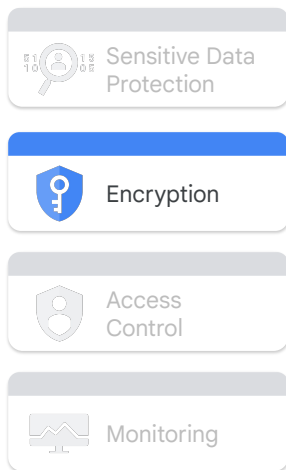 Sensitive Data
Protection
Encryption
Access
Control
Monitoring